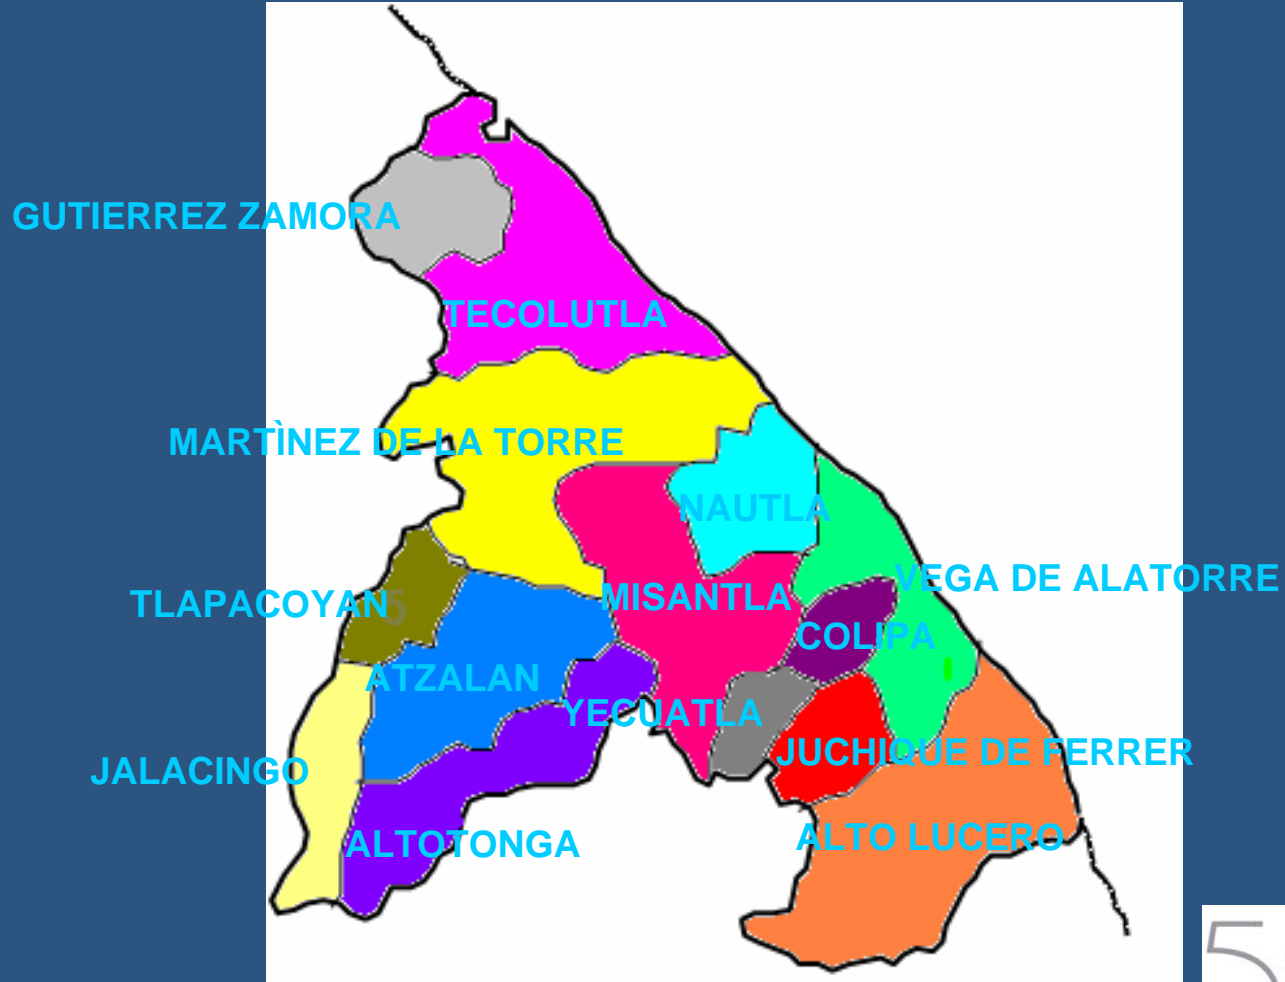 GUTIERREZ ZAMORA
TECOLUTLA
MARTÌNEZ DE LA TORRE
NAUTLA
VEGA DE ALATORRE
MISANTLA
TLAPACOYAN
5
COLIPA
ATZALAN
YECUATLA
JUCHIQUE DE FERRER
JALACINGO
ALTO LUCERO
ALTOTONGA
5